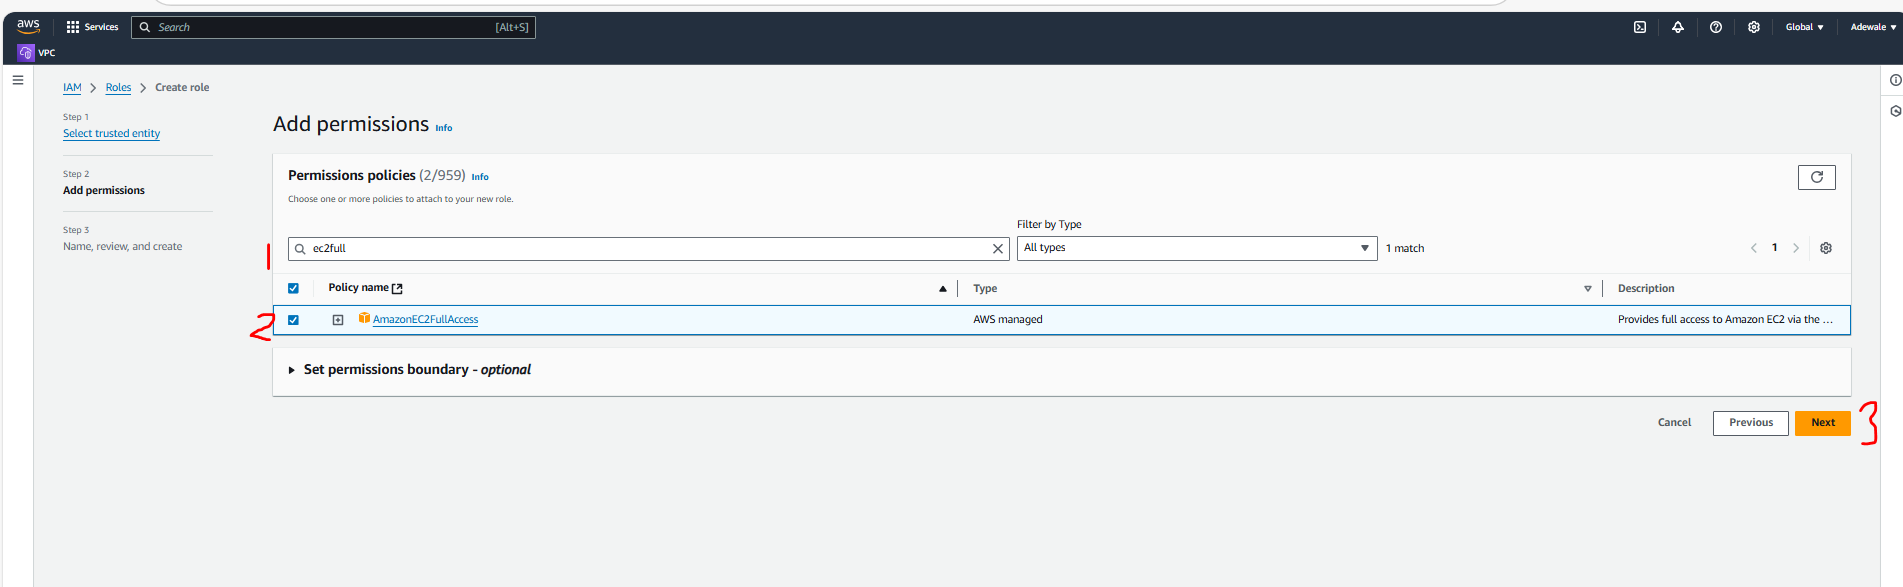 aws Services Search [Alt+S] Global Adewale
VPC
IAM Roles Create role
Step 1
Select trusted entity
Step 2
Add permissions
Step 3
Name, review, and create
Add permissions Info
Permissions policies (2/959) Info
Choose one or more policies to attach to your new role.
Filter by Type
1
ec2full All types 1 match 1
Policy name Type Description
2
AmazonEC2FullAccess AWS managed Provides full access to Amazon EC2 via the ...
Set permissions boundary - optional
Cancel Previous Next
3